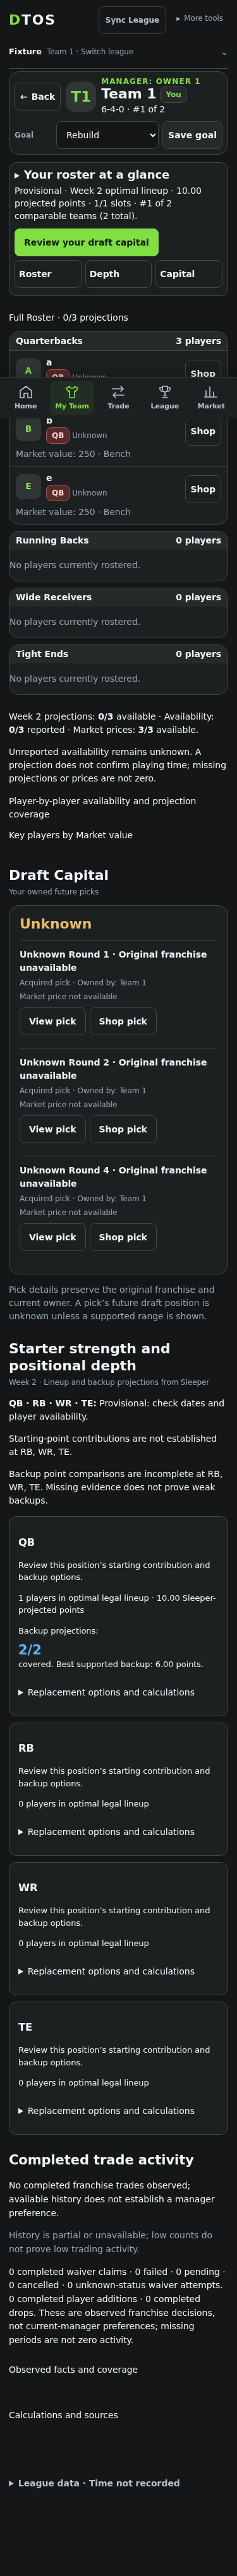 DTOS
Sync League
▸ More tools
Fixture Team 1 · Switch league
← Back
T1
MANAGER: OWNER 1
Team 1 You
6-4-0 · #1 of 2
Goal
Rebuild
Save goal
▸ Your roster at a glance
Provisional · Week 2 optimal lineup · 10.00
projected points · 1/1 slots · #1 of 2
comparable teams (2 total).
Review your draft capital
Roster
Depth
Capital
Full Roster · 0/3 projections
Quarterbacks 3 players
A
a
QB Unknown
Shop
Home
My Team
Trade
League
Market
B
b
QB Unknown
Shop
Market value: 250 · Bench
E
e
QB Unknown
Shop
Market value: 250 · Bench
Running Backs 0 players
No players currently rostered.
Wide Receivers 0 players
No players currently rostered.
Tight Ends 0 players
No players currently rostered.
Week 2 projections: 0/3 available · Availability:
0/3 reported · Market prices: 3/3 available.
Unreported availability remains unknown. A
projection does not confirm playing time; missing
projections or prices are not zero.
Player-by-player availability and projection
coverage
Key players by Market value
Draft Capital
Your owned future picks
Unknown
Unknown Round 1 · Original franchise
unavailable
Acquired pick · Owned by: Team 1
Market price not available
View pick
Shop pick
Unknown Round 2 · Original franchise
unavailable
Acquired pick · Owned by: Team 1
Market price not available
View pick
Shop pick
Unknown Round 4 · Original franchise
unavailable
Acquired pick · Owned by: Team 1
Market price not available
View pick
Shop pick
Pick details preserve the original franchise and
current owner. A pick's future draft position is
unknown unless a supported range is shown.
Starter strength and
positional depth
Week 2 · Lineup and backup projections from Sleeper
QB · RB · WR · TE: Provisional: check dates and
player availability.
Starting-point contributions are not established
at RB, WR, TE.
Backup point comparisons are incomplete at RB,
WR, TE. Missing evidence does not prove weak
backups.
QB
Review this position's starting contribution and
backup options.
1 players in optimal legal lineup · 10.00 Sleeper-
projected points
Backup projections:
2/2
covered. Best supported backup: 6.00 points.
▸ Replacement options and calculations
RB
Review this position's starting contribution and
backup options.
0 players in optimal legal lineup
▸ Replacement options and calculations
WR
Review this position's starting contribution and
backup options.
0 players in optimal legal lineup
▸ Replacement options and calculations
TE
Review this position's starting contribution and
backup options.
0 players in optimal legal lineup
▸ Replacement options and calculations
Completed trade activity
No completed franchise trades observed;
available history does not establish a manager
preference.
History is partial or unavailable; low counts do
not prove low trading activity.
0 completed waiver claims · 0 failed · 0 pending ·
0 cancelled · 0 unknown-status waiver attempts.
0 completed player additions · 0 completed
drops. These are observed franchise decisions,
not current-manager preferences; missing
periods are not zero activity.
Observed facts and coverage
Calculations and sources
▸ League data · Time not recorded